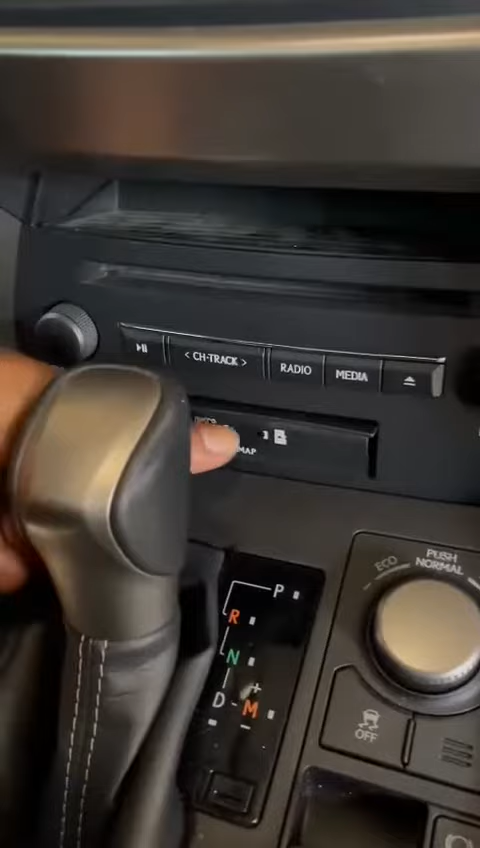 < CH·TRACK >
RADIO
MEDIA
MAP
PUSH
NORMAL
ECO
P
R
N
+
D - M
-
OFF